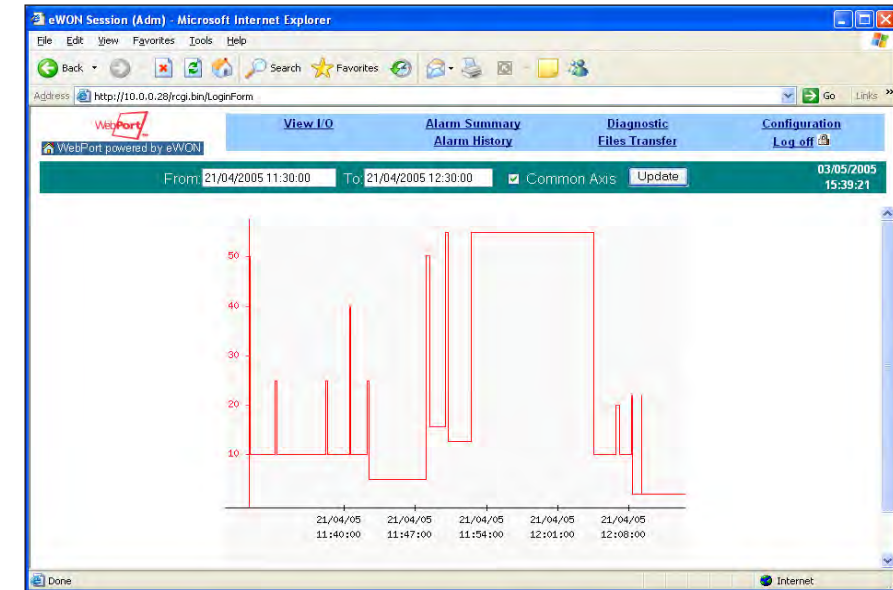 eWON Session (Adm) - Microsoft Internet Explorer
File Edit View Favorites Tools Help
Back Search Favorites
Address http://10.0.0.28/rcgi.bin/LoginForm Go Links »
WebPort View I/O Alarm Summary Diagnostic Configuration
WebPort powered by eWON Alarm History Files Transfer Log off
From: 21/04/2005 11:30:00 To: 21/04/2005 12:30:00 Common Axis Update 03/05/2005
15:39:21
50
40
30
20
10
21/04/05 21/04/05 21/04/05 21/04/05 21/04/05
11:40:00 11:47:00 11:54:00 12:01:00 12:08:00
Done Internet